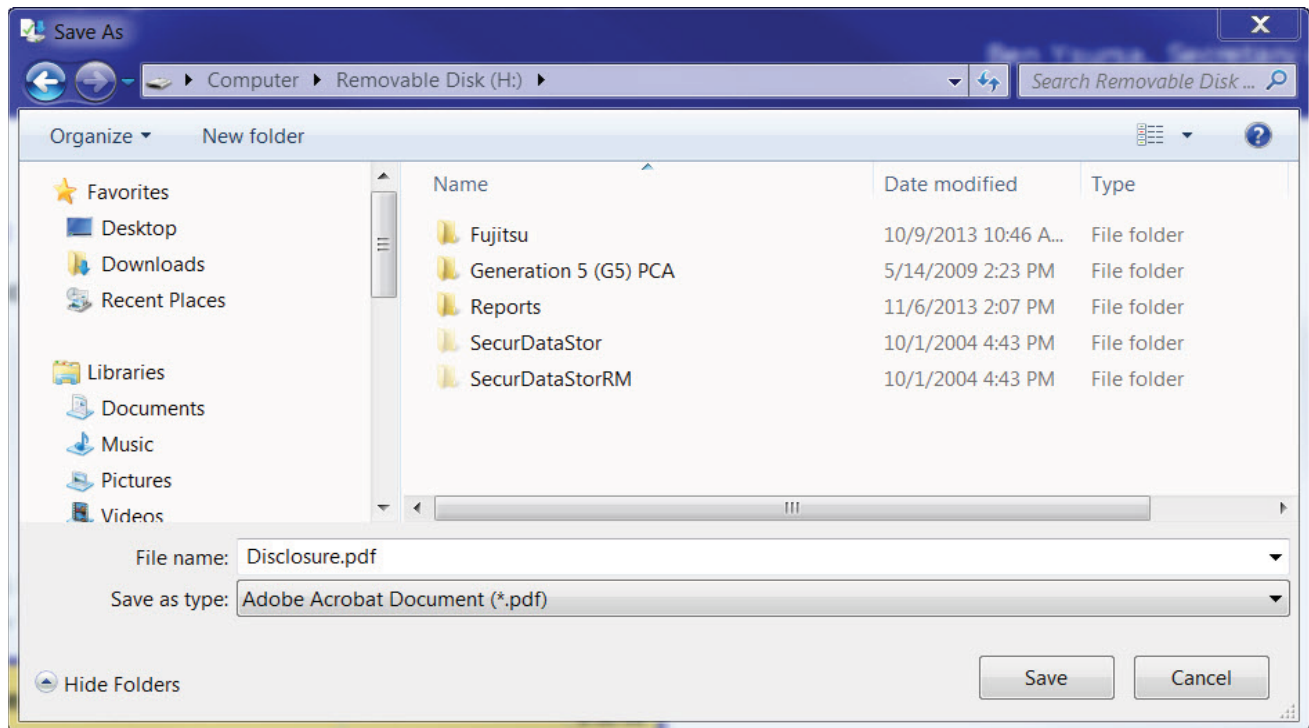 Save As
Computer Removable Disk (H:)
Search Removable Disk ...
Organize New folder
Favorites
Desktop
Downloads
Recent Places
Libraries
Documents
Music
Pictures
Videos
Name Date modified Type
Fujitsu 10/9/2013 10:46 A... File folder
Generation 5 (G5) PCA 5/14/2009 2:23 PM File folder
Reports 11/6/2013 2:07 PM File folder
SecurDataStor 10/1/2004 4:43 PM File folder
SecurDataStorRM 10/1/2004 4:43 PM File folder
File name: Disclosure.pdf
Save as type: Adobe Acrobat Document (*.pdf)
Hide Folders
Save Cancel